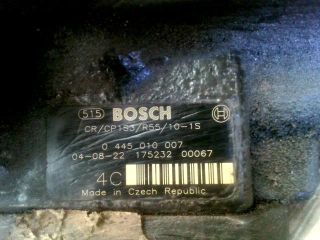 515 BOSCH
CR/CP1S3/R55/10-1S
0 445 010 007
04-08-22 175232 00067
4C
Made in Czech Republic